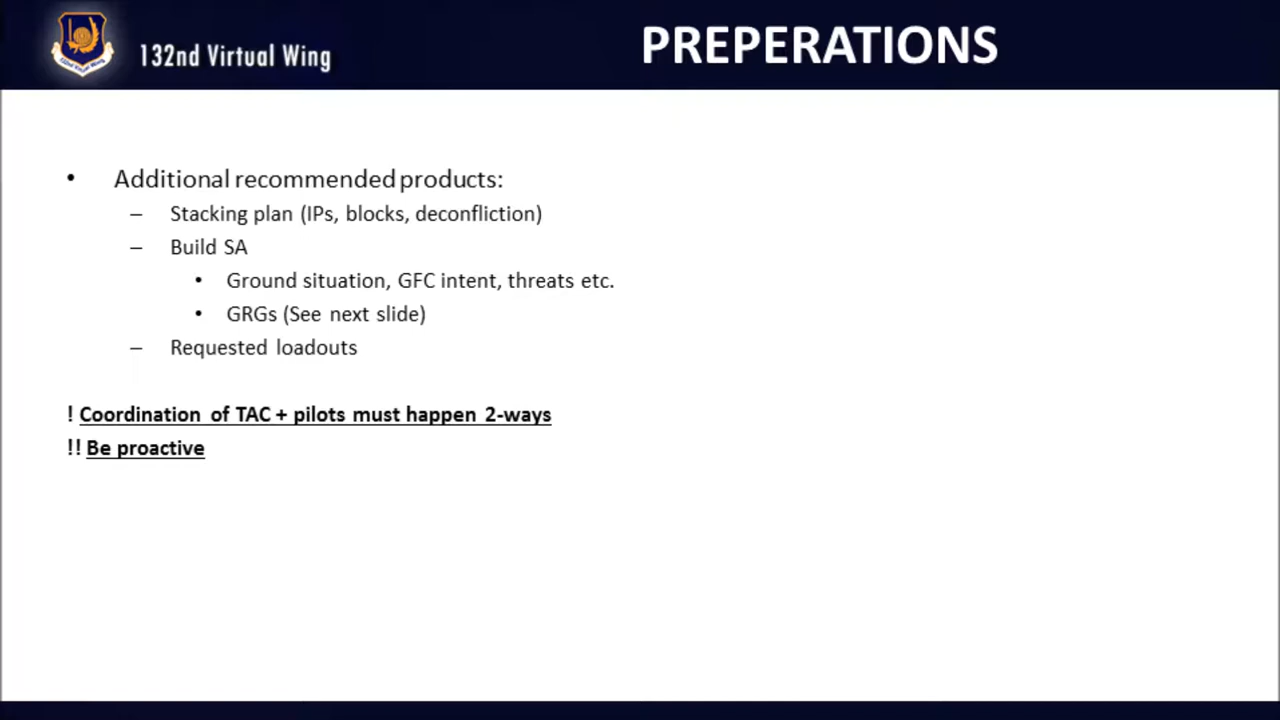 132nd Virtual Wing
PREPERATIONS
• Additional recommended products:
– Stacking plan (IPs, blocks, deconfliction)
– Build SA
• Ground situation, GFC intent, threats etc.
• GRGs (See next slide)
– Requested loadouts
! Coordination of TAC + pilots must happen 2-ways
!! Be proactive